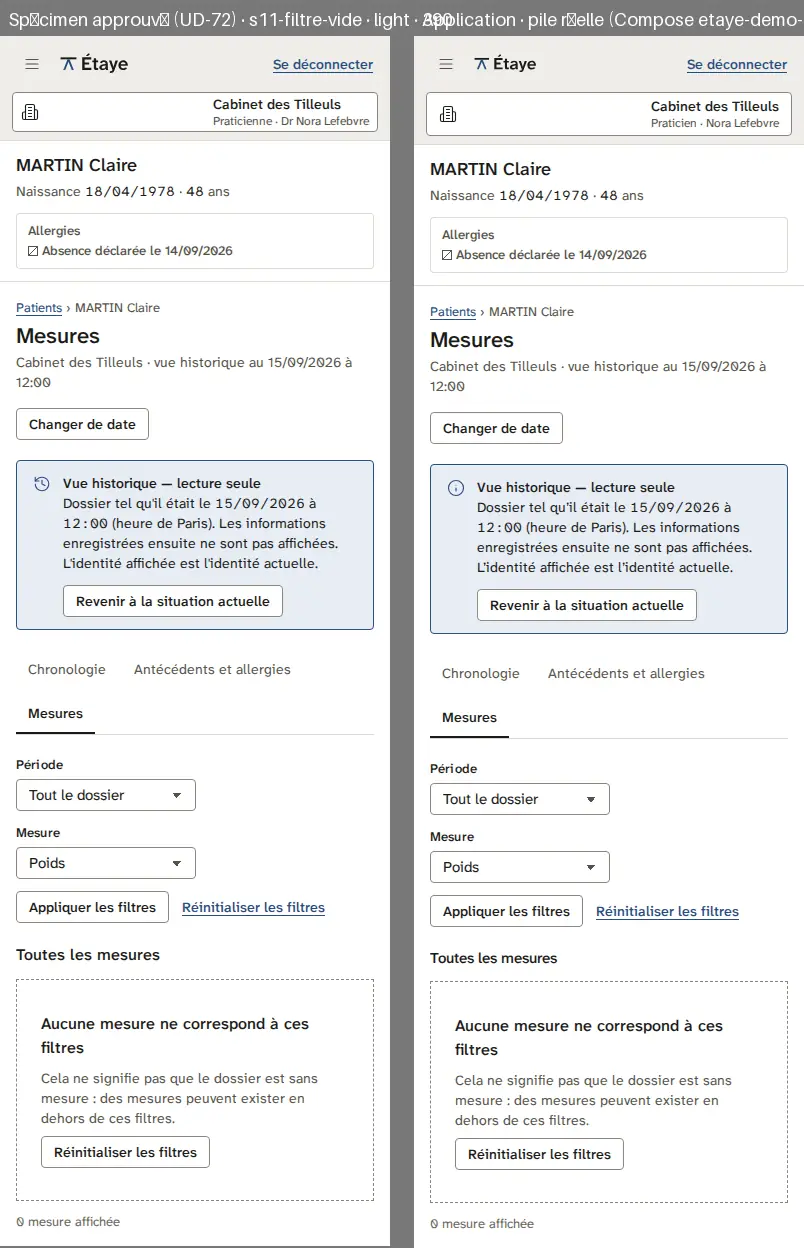 Sp□cimen approuv□ (UD-72) · s11-filtre-vide · light · 390
Application · pile r□elle (Compose etaye-demo-
Étaye
Se déconnecter
Cabinet des Tilleuls
Praticienne · Dr Nora Lefebvre
MARTIN Claire
Naissance 18/04/1978 · 48 ans
Allergies
Absence déclarée le 14/09/2026
Patients › MARTIN Claire
Mesures
Cabinet des Tilleuls · vue historique au 15/09/2026 à
12:00
Changer de date
Vue historique — lecture seule
Dossier tel qu'il était le 15/09/2026 à
12:00 (heure de Paris). Les informations
enregistrées ensuite ne sont pas affichées.
L'identité affichée est l'identité actuelle.
Revenir à la situation actuelle
Chronologie Antécédents et allergies
Mesures
Période
Tout le dossier
Mesure
Poids
Appliquer les filtres Réinitialiser les filtres
Toutes les mesures
Aucune mesure ne correspond à ces
filtres
Cela ne signifie pas que le dossier est sans
mesure : des mesures peuvent exister en
dehors de ces filtres.
Réinitialiser les filtres
0 mesure affichée
Étaye
Se déconnecter
Cabinet des Tilleuls
Praticien · Nora Lefebvre
MARTIN Claire
Naissance 18/04/1978 · 48 ans
Allergies
Absence déclarée le 14/09/2026
Patients › MARTIN Claire
Mesures
Cabinet des Tilleuls · vue historique au 15/09/2026 à
12:00
Changer de date
Vue historique — lecture seule
Dossier tel qu'il était le 15/09/2026 à
12:00 (heure de Paris). Les informations
enregistrées ensuite ne sont pas affichées.
L'identité affichée est l'identité actuelle.
Revenir à la situation actuelle
Chronologie Antécédents et allergies
Mesures
Période
Tout le dossier
Mesure
Poids
Appliquer les filtres Réinitialiser les filtres
Toutes les mesures
Aucune mesure ne correspond à ces
filtres
Cela ne signifie pas que le dossier est sans
mesure : des mesures peuvent exister en
dehors de ces filtres.
Réinitialiser les filtres
0 mesure affichée